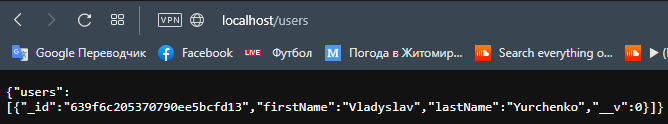 VPN localhost/users
Google Переводчик Facebook LIVE Футбол M Погода в Житомир... Search everything o...
{"users":
[{"_id":"639f6c205370790ee5bcfd13","firstName":"Vladyslav","lastName":"Yurchenko","__v":0}]}